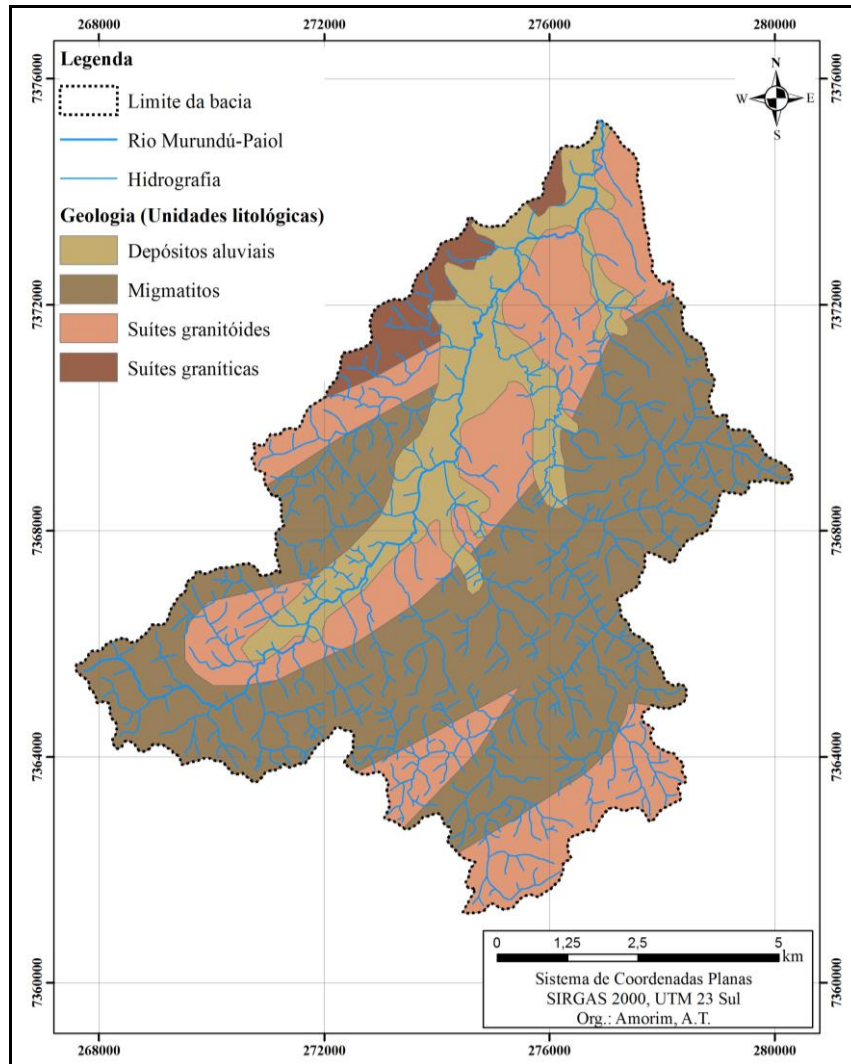 268000 272000 276000 280000
7376000 7376000
Legenda
Limite da bacia
Rio Murundú-Paiol
Hidrografia
Geologia (Unidades litológicas)
Depósitos aluviais
Migmatitos
Suítes granitóides
Suítes graníticas
N
W E
S
7372000 7372000
7368000 7368000
7364000 7364000
7360000 7360000
0 1,25 2,5 5
km
Sistema de Coordenadas Planas
SIRGAS 2000, UTM 23 Sul
Org.: Amorim, A.T.
268000 272000 276000 280000